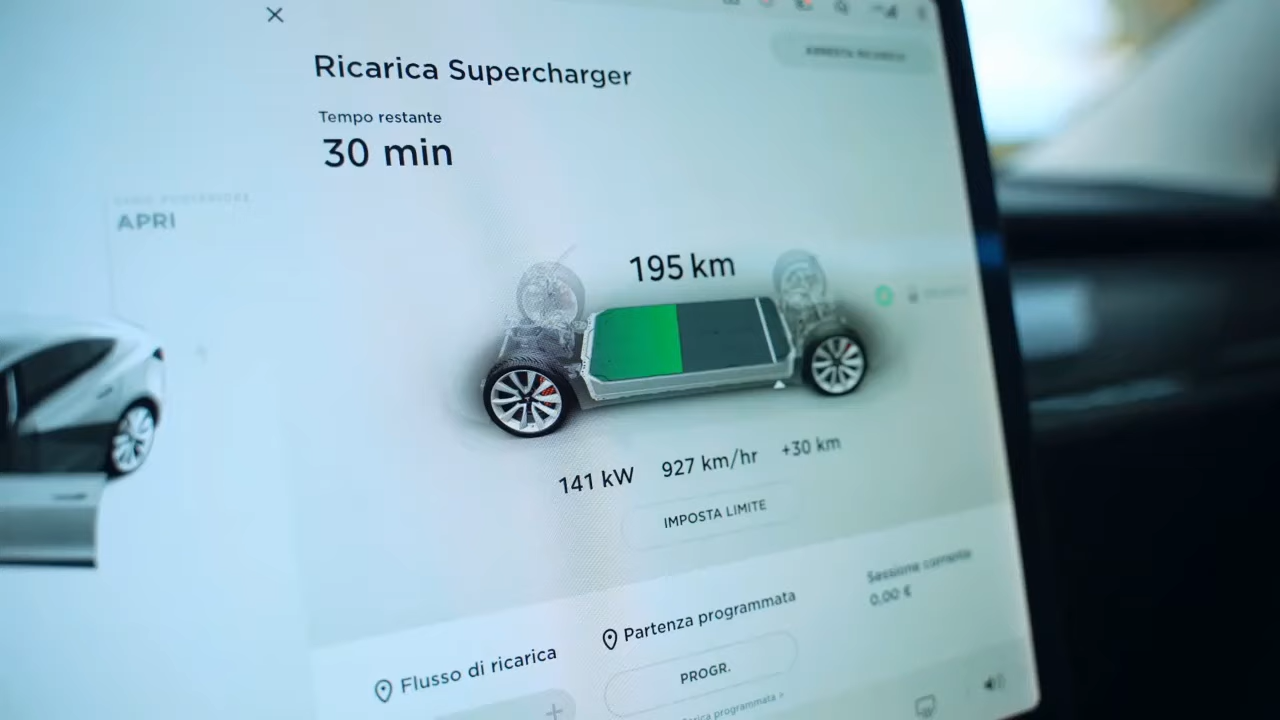 Ricarica Supercharger
Tempo restante
30 min
APRI
195 km
141 kW 927 km/hr +30 km
IMPOSTA LIMITE
Sessione corrente
0,00 €
Partenza programmata
Flusso di ricarica
PROGR.
programmata >